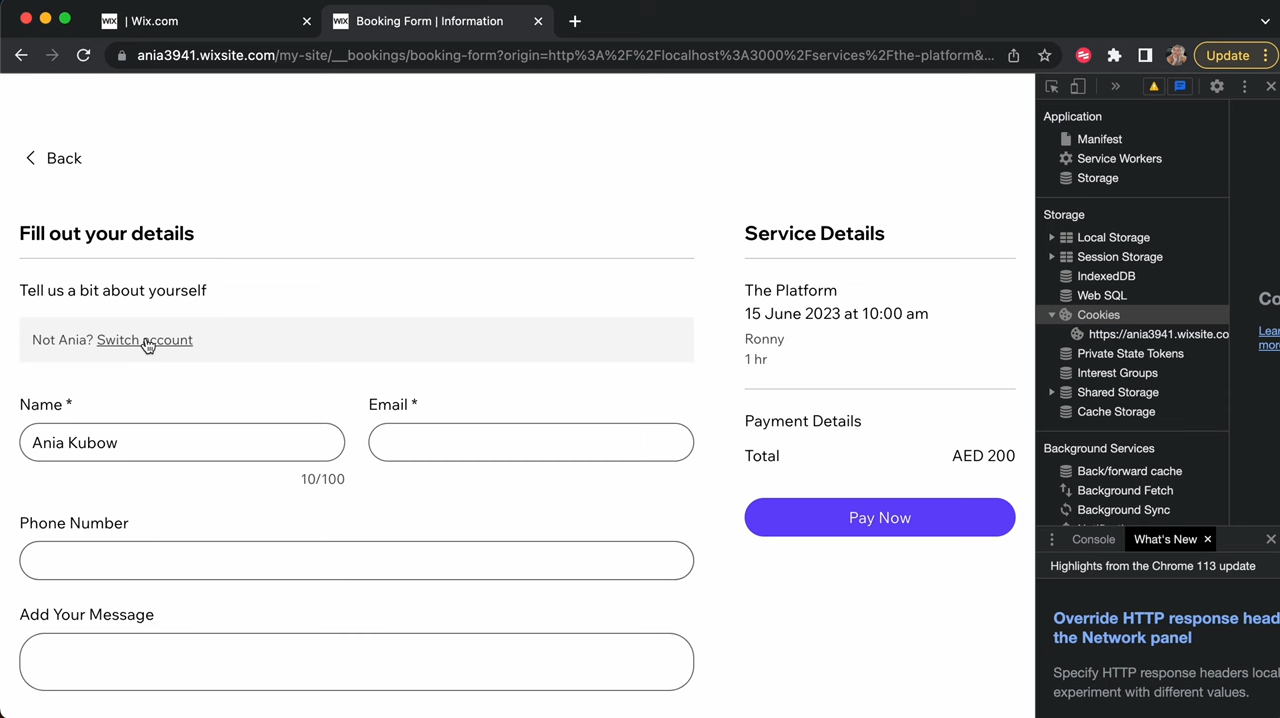 WIX | Wix.com
WIX Booking Form | Information
ania3941.wixsite.com/my-site/__bookings/booking-form?origin=http%3A%2F%2Flocalhost%3A3000%2Fservices%2Fthe-platform&...
Update
Back
Fill out your details
Tell us a bit about yourself
Not Ania? Switch account
Name *
Email *
Ania Kubow
10/100
Phone Number
Add Your Message
Service Details
The Platform
15 June 2023 at 10:00 am
Ronny
1 hr
Payment Details
Total AED 200
Pay Now
Application
Manifest
Service Workers
Storage
Storage
Local Storage
Session Storage
IndexedDB
Web SQL
Cookies
https://ania3941.wixsite.co
Private State Tokens
Interest Groups
Shared Storage
Cache Storage
Background Services
Back/forward cache
Background Fetch
Background Sync
Co
Lear
more
Console
What's New
Highlights from the Chrome 113 update
Override HTTP response head
the Network panel
Specify HTTP response headers local
experiment with different values.